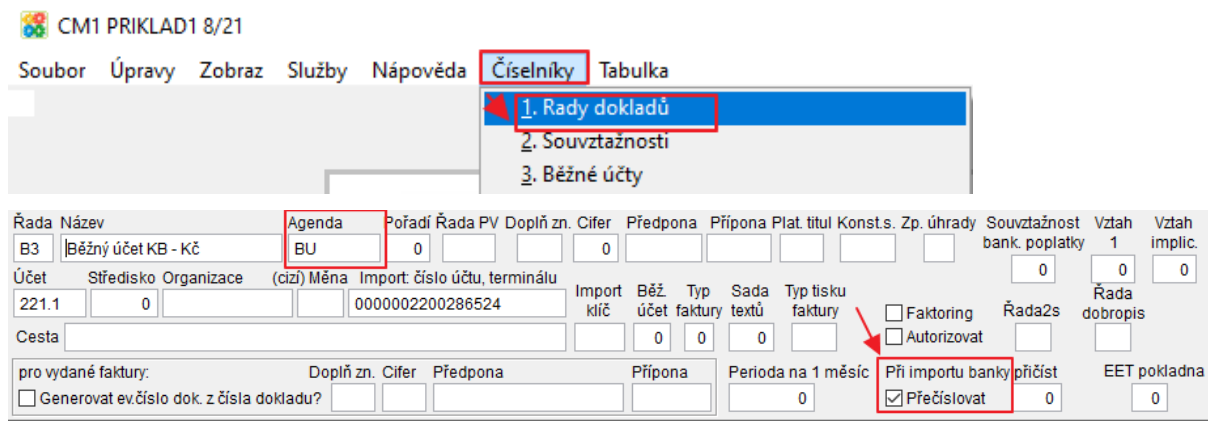 CM1 PRIKLAD1 8/21
Soubor Úpravy Zobraz Služby Nápověda Číselníky Tabulka
1. Rady dokladů
2. Souvztažnosti
3. Běžné účty
Řada Název Agenda Pořadí Řada PV Doplň zn. Cifer Předpona Přípona Plat. titul Konst.s. Zp. úhrady Souvztažnost bank. poplatky Vztah 1 Vztah implic.
B3 Běžný účet KB - Kč BU 0 0 0 0 0
Účet Středisko Organizace (cizí) Měna Import: číslo účtu, terminálu Import klíč Běž. účet Typ faktury Sada textů Typ tisku faktury Faktoring Řada2s Řada dobropis
221.1 0 0000002200286524
Cesta 0 0 0 Autorizovat
pro vydané faktury: Doplň zn. Cifer Předpona Přípona Perioda na 1 měsíc Při importu banky přičíst EET pokladna
Generovat ev.číslo dok. z čísla dokladu? 0 Přečíslovat 0 0